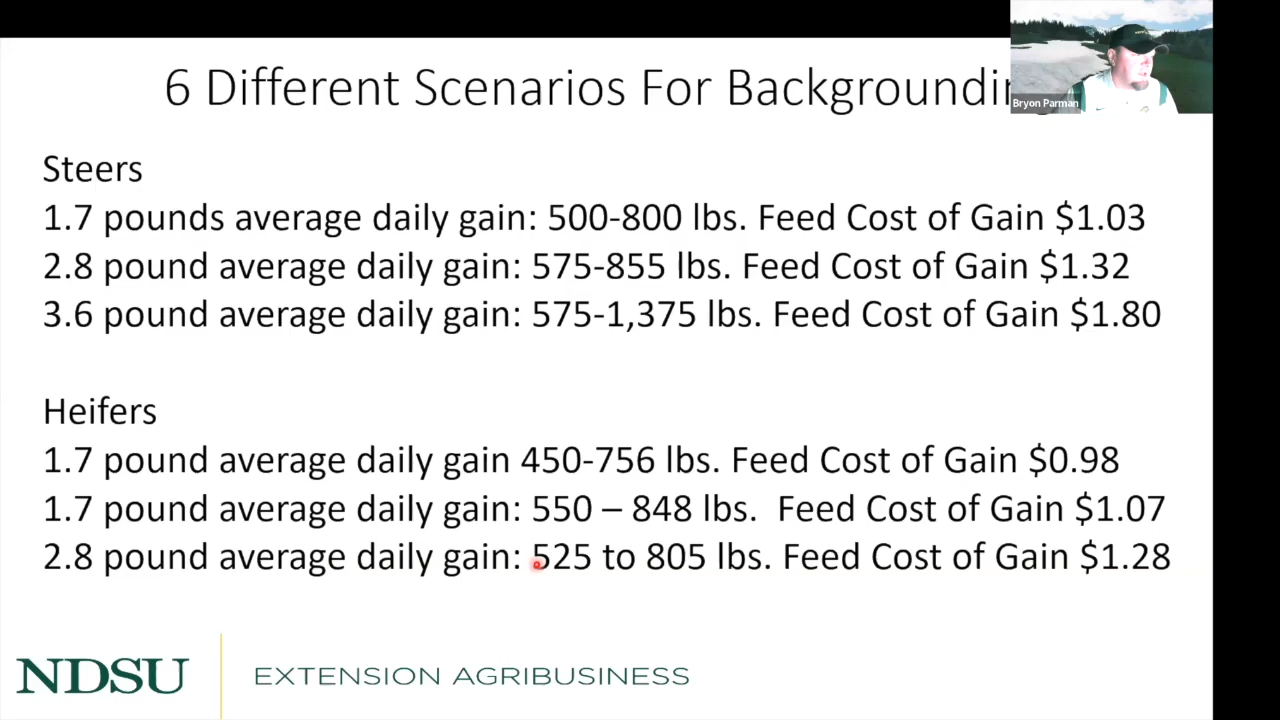 6 Different Scenarios For Backgroundin
Bryon Parman
Steers
1.7 pounds average daily gain: 500-800 lbs. Feed Cost of Gain $1.03
2.8 pound average daily gain: 575-855 lbs. Feed Cost of Gain $1.32
3.6 pound average daily gain: 575-1,375 lbs. Feed Cost of Gain $1.80
Heifers
1.7 pound average daily gain 450-756 lbs. Feed Cost of Gain $0.98
1.7 pound average daily gain: 550 – 848 lbs.  Feed Cost of Gain $1.07
2.8 pound average daily gain: 525 to 805 lbs. Feed Cost of Gain $1.28
NDSU
EXTENSION AGRIBUSINESS